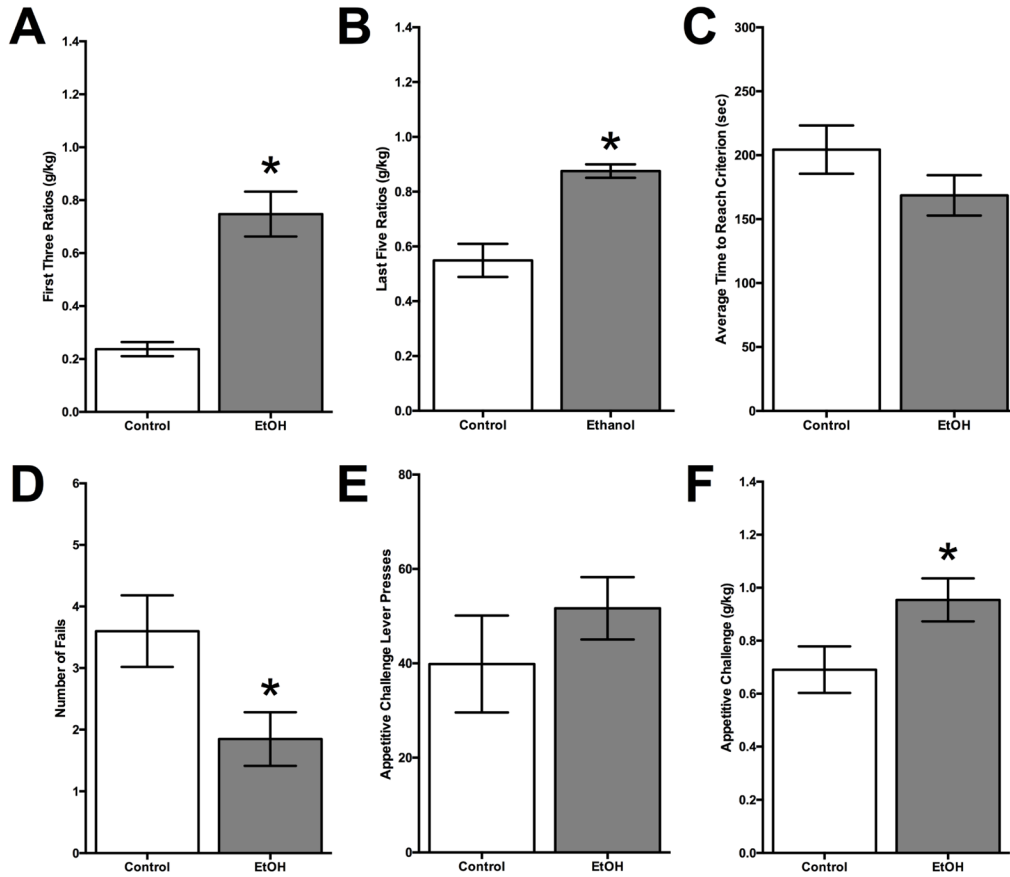 A
First Three Ratios (g/kg)
1.4
1.2
1.0
0.8
0.6
0.4
0.2
0.0
*
Control EtOH
B
Last Five Ratios (g/kg)
1.4
1.2
1.0
0.8
0.6
0.4
0.2
0.0
*
Control Ethanol
C
Average Time to Reach Criterion (sec)
300
250
200
150
100
50
0
Control EtOH
D
Number of Fails
6
5
4
3
2
1
0
*
Control EtOH
E
Appetitive Challenge Lever Presses
80
60
40
20
0
Control EtOH
F
Appetitive Challenge (g/kg)
1.4
1.2
1.0
0.8
0.6
0.4
0.2
0.0
*
Control EtOH